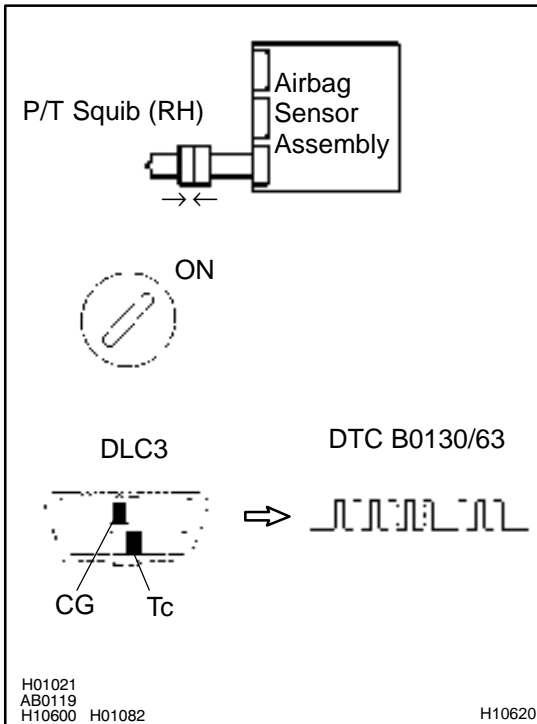 P/T Squib (RH)
Airbag
Sensor
Assembly
ON
DLC3
DTC B0130/63
CG
Tc
H01021
AB0119
H10600 H01082
H10620